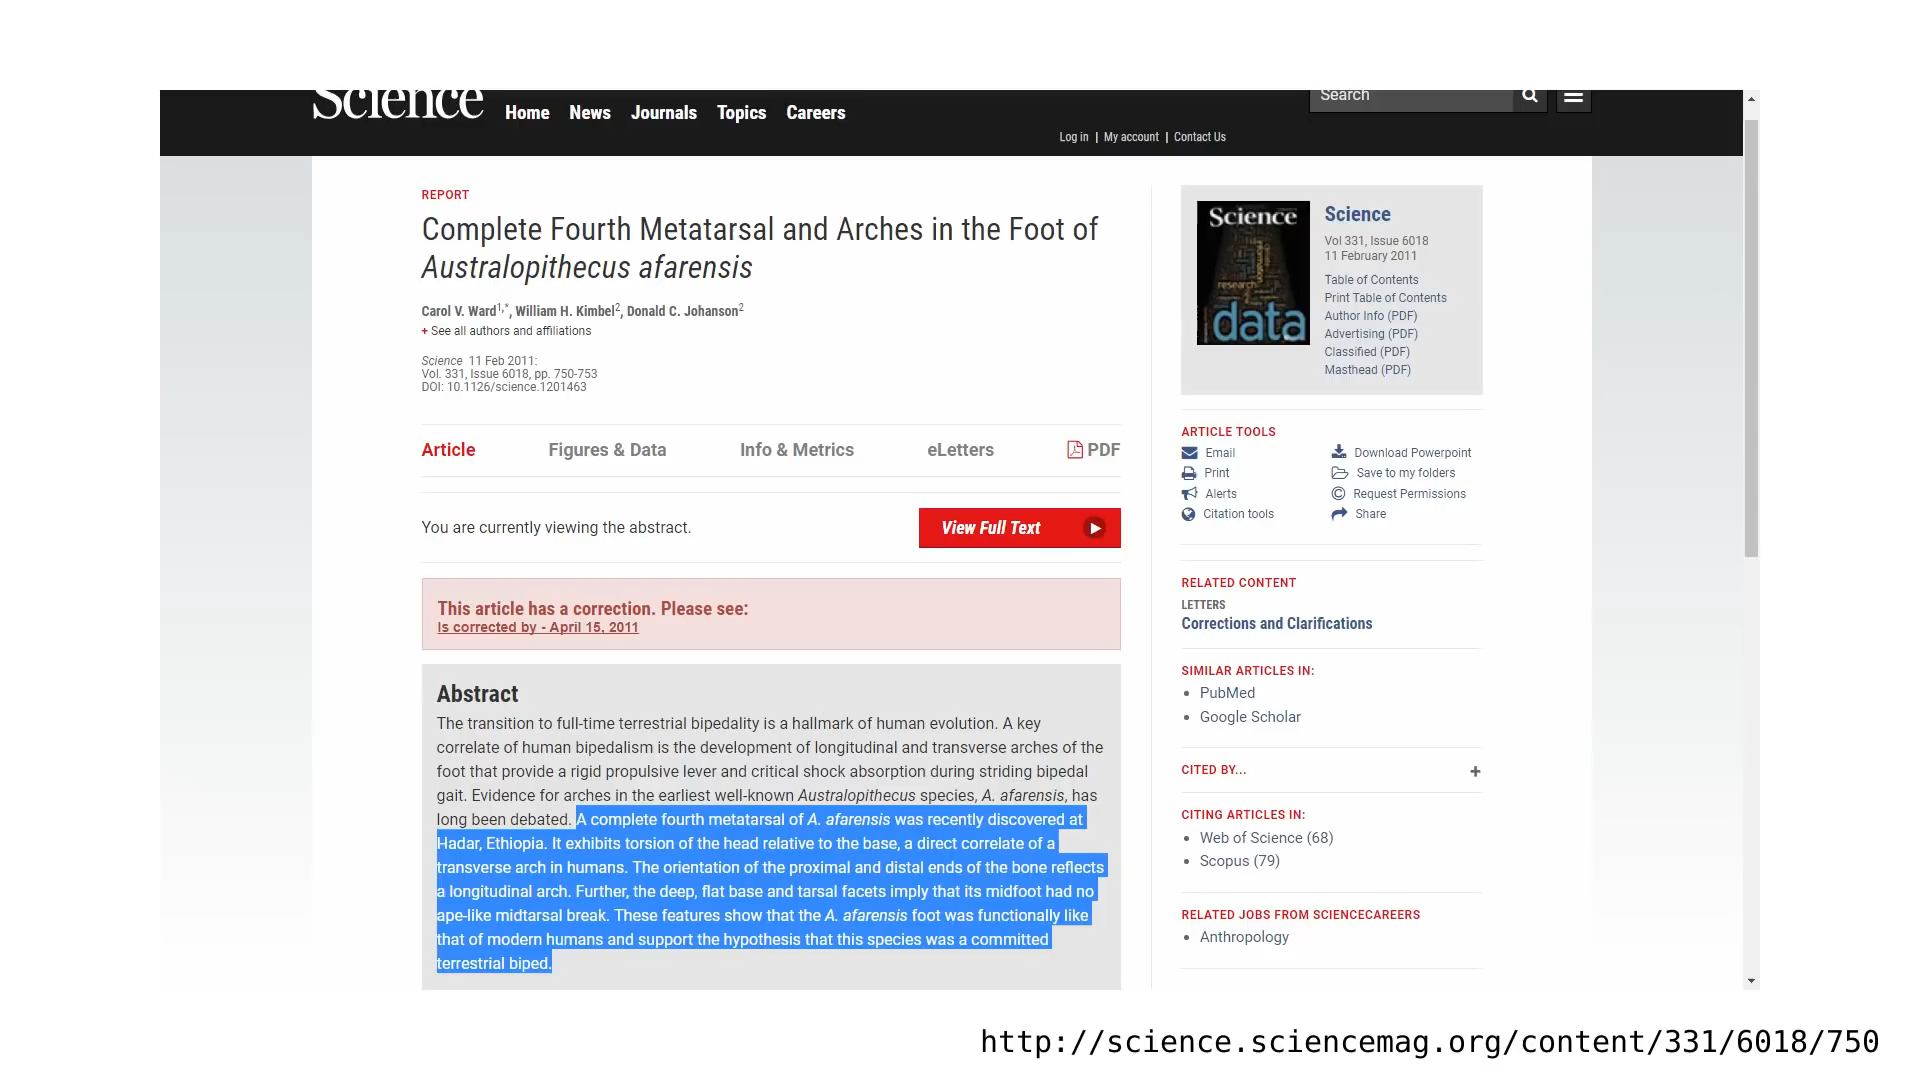 Science
Home News Journals Topics Careers
Search
Log in | My account | Contact Us
REPORT
Complete Fourth Metatarsal and Arches in the Foot of
Australopithecus afarensis
Carol V. Ward1,*, William H. Kimbel2, Donald C. Johanson2
+ See all authors and affiliations
Science 11 Feb 2011:
Vol. 331, Issue 6018, pp. 750-753
DOI: 10.1126/science.1201463
Article Figures & Data Info & Metrics eLetters PDF
You are currently viewing the abstract.
View Full Text
This article has a correction. Please see:
Is corrected by - April 15, 2011
Abstract
The transition to full-time terrestrial bipedality is a hallmark of human evolution. A key
correlate of human bipedalism is the development of longitudinal and transverse arches of the
foot that provide a rigid propulsive lever and critical shock absorption during striding bipedal
gait. Evidence for arches in the earliest well-known Australopithecus species, A. afarensis, has
long been debated. A complete fourth metatarsal of A. afarensis was recently discovered at
Hadar, Ethiopia. It exhibits torsion of the head relative to the base, a direct correlate of a
transverse arch in humans. The orientation of the proximal and distal ends of the bone reflects
a longitudinal arch. Further, the deep, flat base and tarsal facets imply that its midfoot had no
ape-like midtarsal break. These features show that the A. afarensis foot was functionally like
that of modern humans and support the hypothesis that this species was a committed
terrestrial biped.
Science
research
data
Science
Vol 331, Issue 6018
11 February 2011
Table of Contents
Print Table of Contents
Author Info (PDF)
Advertising (PDF)
Classified (PDF)
Masthead (PDF)
ARTICLE TOOLS
Email Download Powerpoint
Print Save to my folders
Alerts © Request Permissions
Citation tools Share
RELATED CONTENT
LETTERS
Corrections and Clarifications
SIMILAR ARTICLES IN:
• PubMed
• Google Scholar
CITED BY... +
CITING ARTICLES IN:
• Web of Science (68)
• Scopus (79)
RELATED JOBS FROM SCIENCECAREERS
• Anthropology
http://science.sciencemag.org/content/331/6018/750